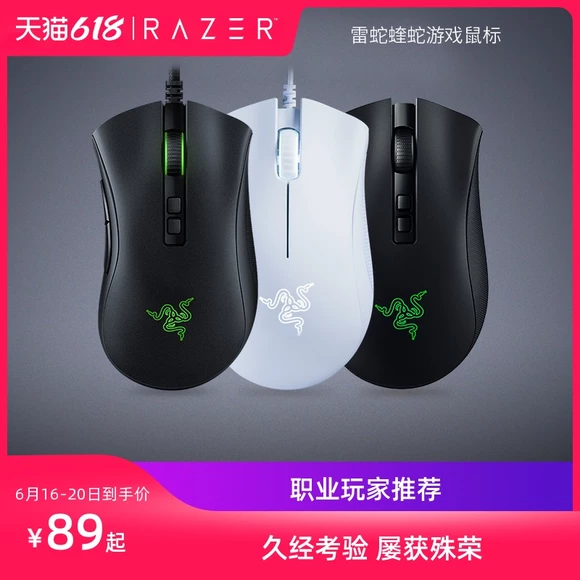 天猫618 | RAZER™
雷蛇蝰蛇游戏鼠标
职业玩家推荐
6月16-20日到手价
¥89起
久经考验 屡获殊荣